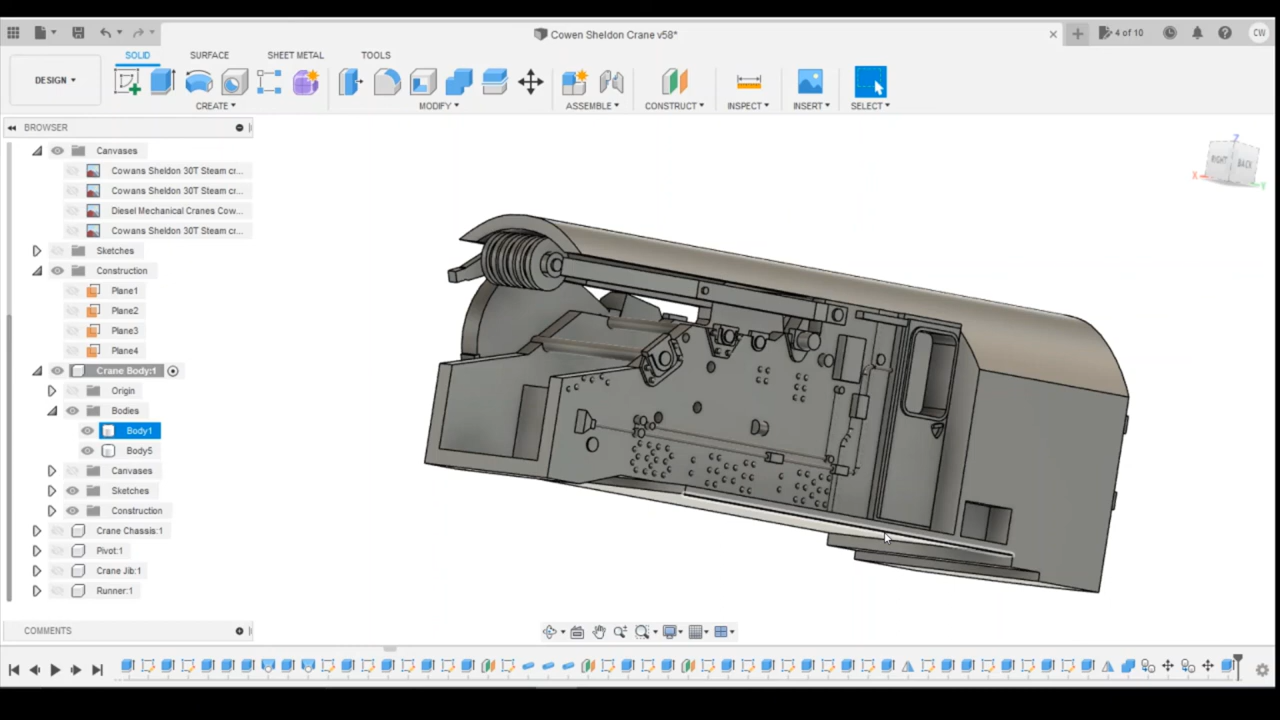 Cowen Sheldon Crane v58*
4 of 10
CW
DESIGN
SOLID
SURFACE
SHEET METAL
TOOLS
CREATE
MODIFY
ASSEMBLE
CONSTRUCT
INSPECT
INSERT
SELECT
BROWSER
Canvases
Cowans Sheldon 30T Steam cr...
Cowans Sheldon 30T Steam cr...
Diesel Mechanical Cranes Cow...
Cowans Sheldon 30T Steam cr...
Sketches
Construction
Plane1
Plane2
Plane3
Plane4
Crane Body:1
Origin
Bodies
Body1
Body5
Canvases
Sketches
Construction
Crane Chassis:1
Pivot:1
Crane Jib:1
Runner:1
COMMENTS
Z
RIGHT
BACK
X
Y